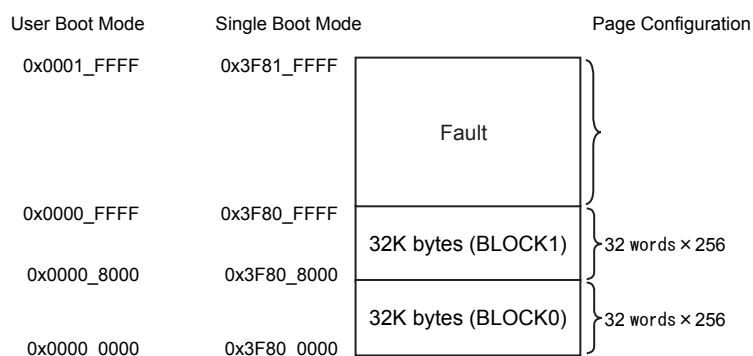 User Boot Mode Single Boot Mode Page Configuration
0x0001_FFFF 0x3F81_FFFF
Fault
0x0000_FFFF 0x3F80_FFFF
32K bytes (BLOCK1) 32 words×256
0x0000_8000 0x3F80_8000
32K bytes (BLOCK0) 32 words×256
0x0000_0000 0x3F80_0000